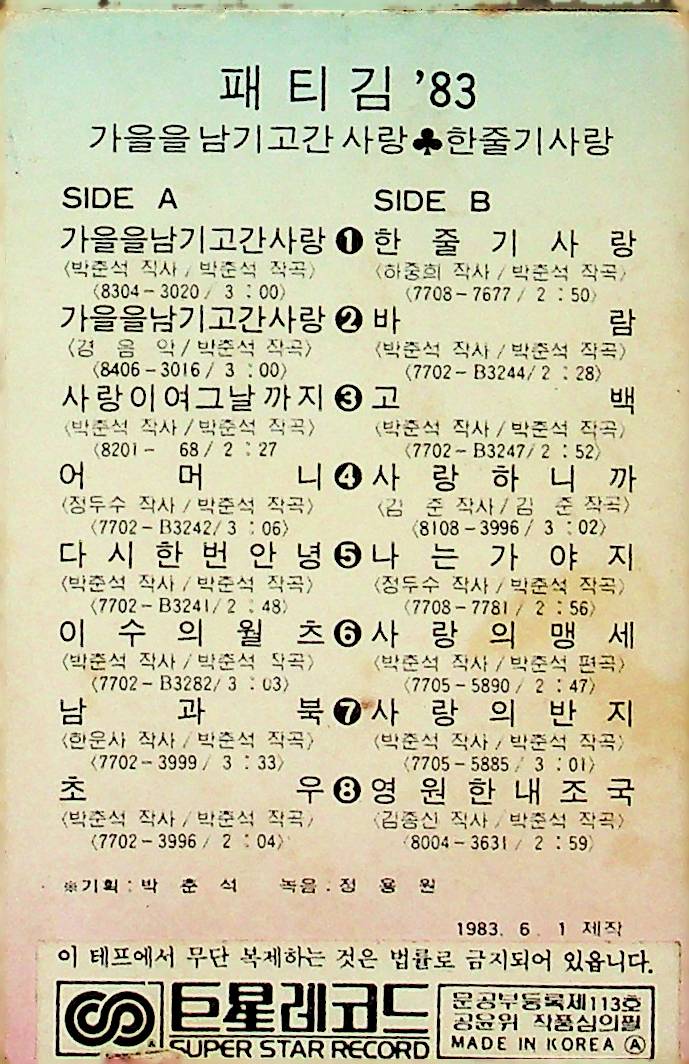 패티김 '83
가을을 남기고간 사랑♣한줄기사랑
SIDE A SIDE B
가을을남기고간사랑 ❶ 한줄기사랑
〈박춘석 작사 / 박춘석 작곡〉 〈하중희 작사 / 박춘석 작곡〉
〈8304-3020 / 3 : 00〉 〈7708-7677 / 2 : 50〉
가을을남기고간사랑 ❷ 바람
〈경음악 / 박춘석 작곡〉 〈박춘석 작사 / 박춘석 작곡〉
〈8406-3016 / 3 : 00〉 〈7702-B3244 / 2 : 28〉
사랑이여그날까지 ❸ 고백
〈박춘석 작사 / 박춘석 작곡〉 〈박춘석 작사 / 박춘석 작곡〉
〈8201- 68 / 2 : 27 〈7702-B3247 / 2 : 52〉
어머니 ❹ 사랑하니까
〈정두수 작사 / 박춘석 작곡〉 〈김준 작사 / 김준 작곡〉
〈7702-B3242 / 3 : 06〉 〈8108-3996 / 3 : 02〉
다시한번안녕 ❺ 나는가야지
〈박춘석 작사 / 박춘석 작곡〉 〈정두수 작사 / 박춘석 작곡〉
〈7702-B3241 / 2 : 48〉 〈7708-7781 / 2 : 56〉
이수의월츠 ❻ 사랑의맹세
〈박춘석 작사 / 박춘석 작곡〉 〈박춘석 작사 / 박춘석 편곡〉
〈7702-B3282 / 3 : 03〉 〈7705-5890 / 2 : 47〉
남과북 ❼ 사랑의반지
〈한운사 작사 / 박춘석 작곡〉 〈박춘석 작사 / 박춘석 작곡〉
〈7702-3999 / 3 : 33〉 〈7705-5885 / 3 : 01〉
초우 ❽ 영원한내조국
〈박춘석 작사 / 박춘석 작곡〉 〈김종신 작사 / 박춘석 작곡〉
〈7702-3996 / 2 : 04〉 〈8004-3631 / 2 : 59〉
※기획 : 박춘석 녹음 : 정용원
1983. 6. 1 제작
이 테프에서 무단 복제하는 것은 법률로 금지되어 있읍니다.
巨星레코드
SUPER STAR RECORD
문공부등록제113호
공윤위 작품심의필
MADE IN KOREA Ⓐ